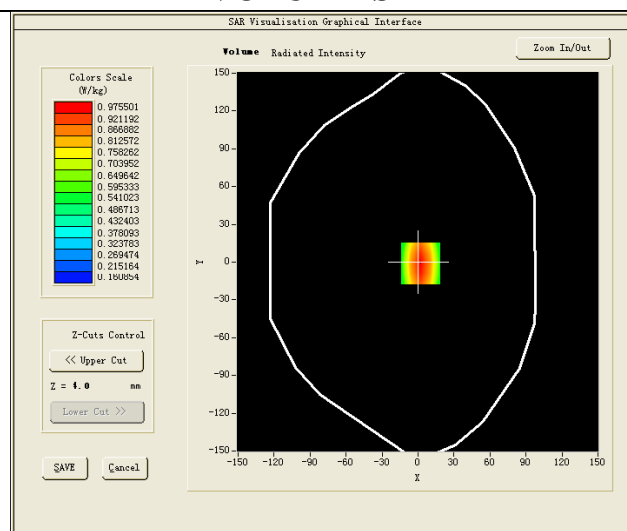 SAR Visualisation Graphical Interface
Volume Radiated Intensity
Zoom In/Out
Colors Scale
(W/kg)
0.975501
0.921192
0.866882
0.812572
0.758262
0.703952
0.649642
0.595333
0.541023
0.486713
0.432403
0.378093
0.323783
0.269474
0.215164
0.160854
Z-Cuts Control
<< Upper Cut
Z = 4.0 mm
Lower Cut >>
SAVE
Cancel
150
120
90
60
30
0
-30
-60
-90
-120
-150
Y
-150 -120 -90 -60 -30 0 30 60 90 120 150
X